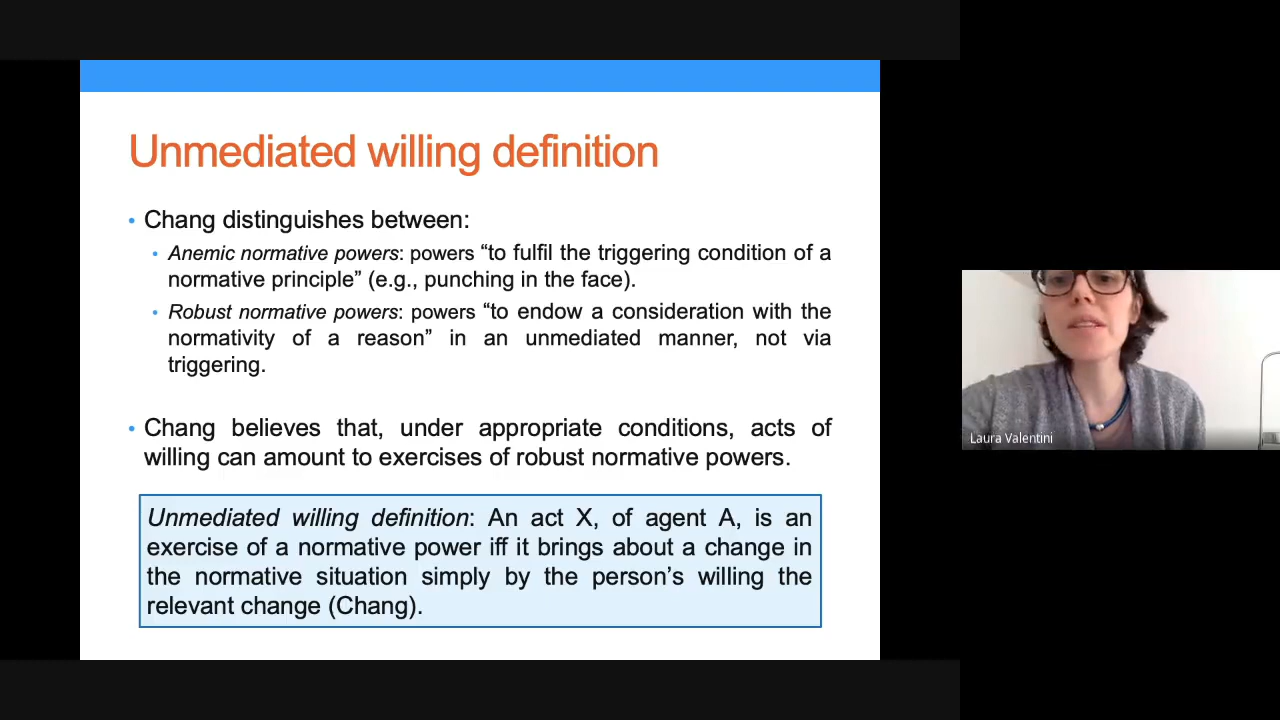 Unmediated willing definition
• Chang distinguishes between:
• Anemic normative powers: powers “to fulfil the triggering condition of a
normative principle” (e.g., punching in the face).
• Robust normative powers: powers “to endow a consideration with the
normativity of a reason” in an unmediated manner, not via
triggering.
• Chang believes that, under appropriate conditions, acts of
willing can amount to exercises of robust normative powers.
Unmediated willing definition: An act X, of agent A, is an
exercise of a normative power iff it brings about a change in
the normative situation simply by the person’s willing the
relevant change (Chang).
Laura Valentini